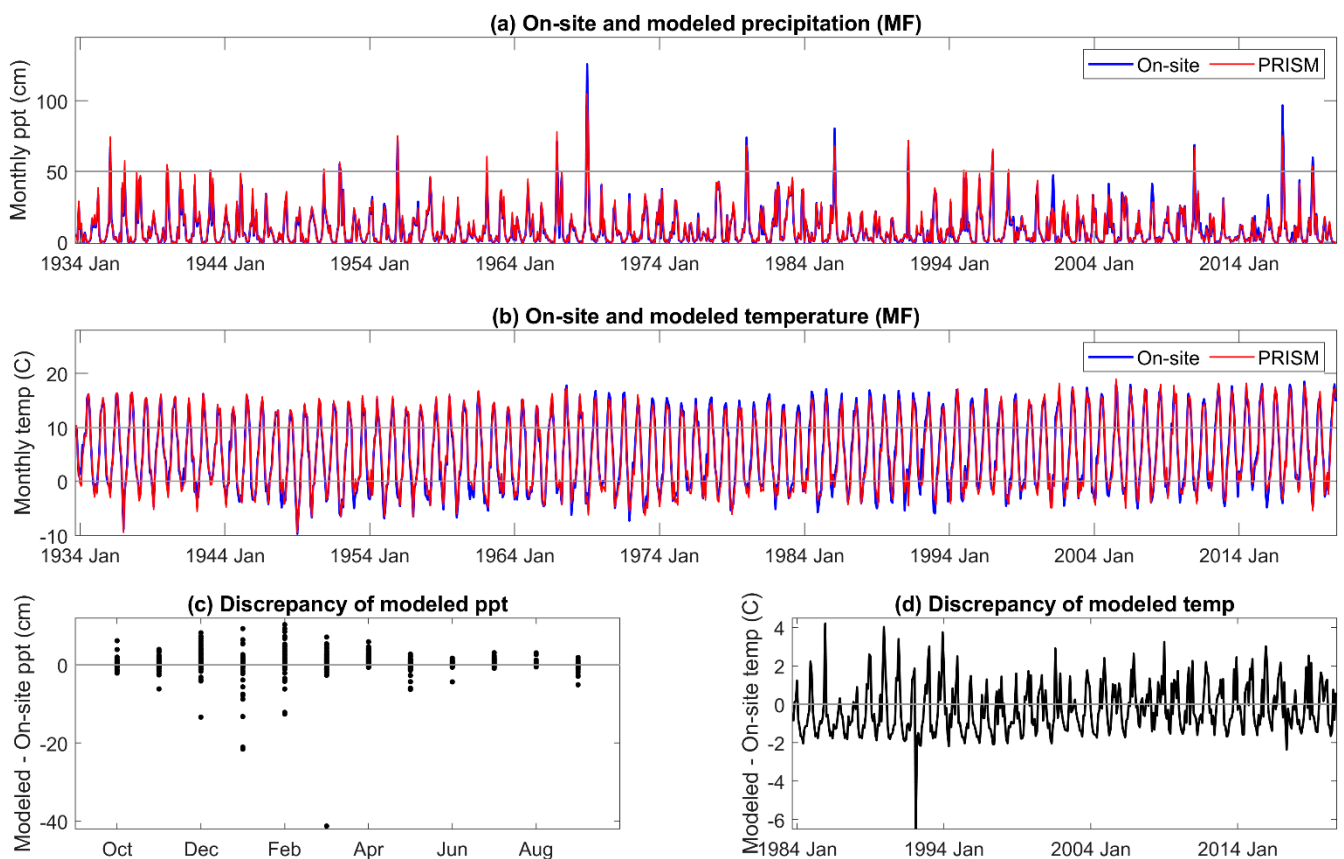 (a) On-site and modeled precipitation (MF)
Monthly ppt (cm)
100
50
0
On-site
PRISM
1934 Jan
1944 Jan
1954 Jan
1964 Jan
1974 Jan
1984 Jan
1994 Jan
2004 Jan
2014 Jan
(b) On-site and modeled temperature (MF)
Monthly temp (C)
20
10
0
-10
On-site
PRISM
1934 Jan
1944 Jan
1954 Jan
1964 Jan
1974 Jan
1984 Jan
1994 Jan
2004 Jan
2014 Jan
(c) Discrepancy of modeled ppt
Modeled - On-site ppt (cm)
0
-20
-40
Oct
Dec
Feb
Apr
Jun
Aug
(d) Discrepancy of modeled temp
Modeled - On-site temp (C)
4
2
0
-2
-4
-6
1984 Jan
1994 Jan
2004 Jan
2014 Jan